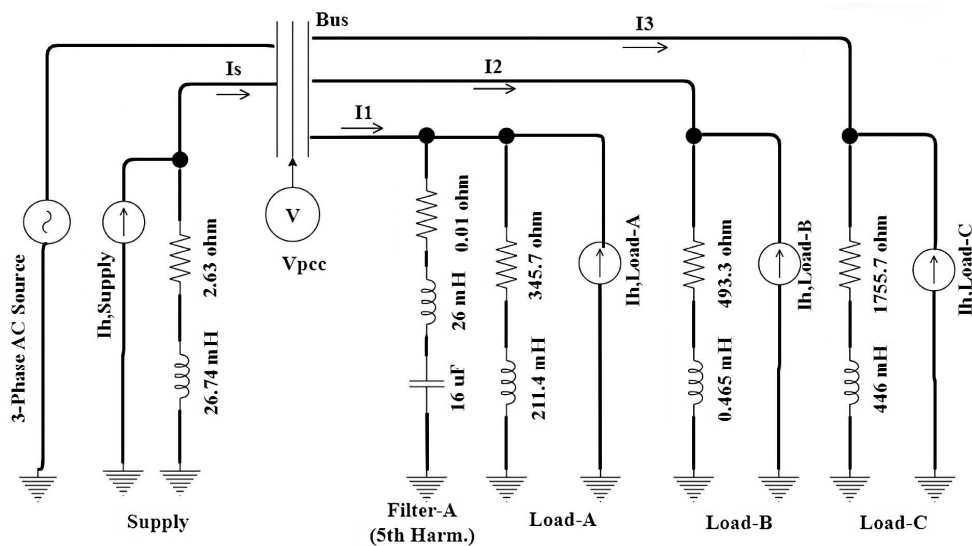 Bus
I3
Is
I2
I1
V
Vpcc
3-Phase AC Source
Ih,Supply
2.63 ohm
26.74 mH
0.01 ohm
26 mH
16 uF
345.7 ohm
211.4 mH
Ih,Load-A
493.3 ohm
0.465 mH
Ih,Load-B
1755.7 ohm
446 mH
Ih,Load-C
Supply
Filter-A
(5th Harm.)
Load-A
Load-B
Load-C